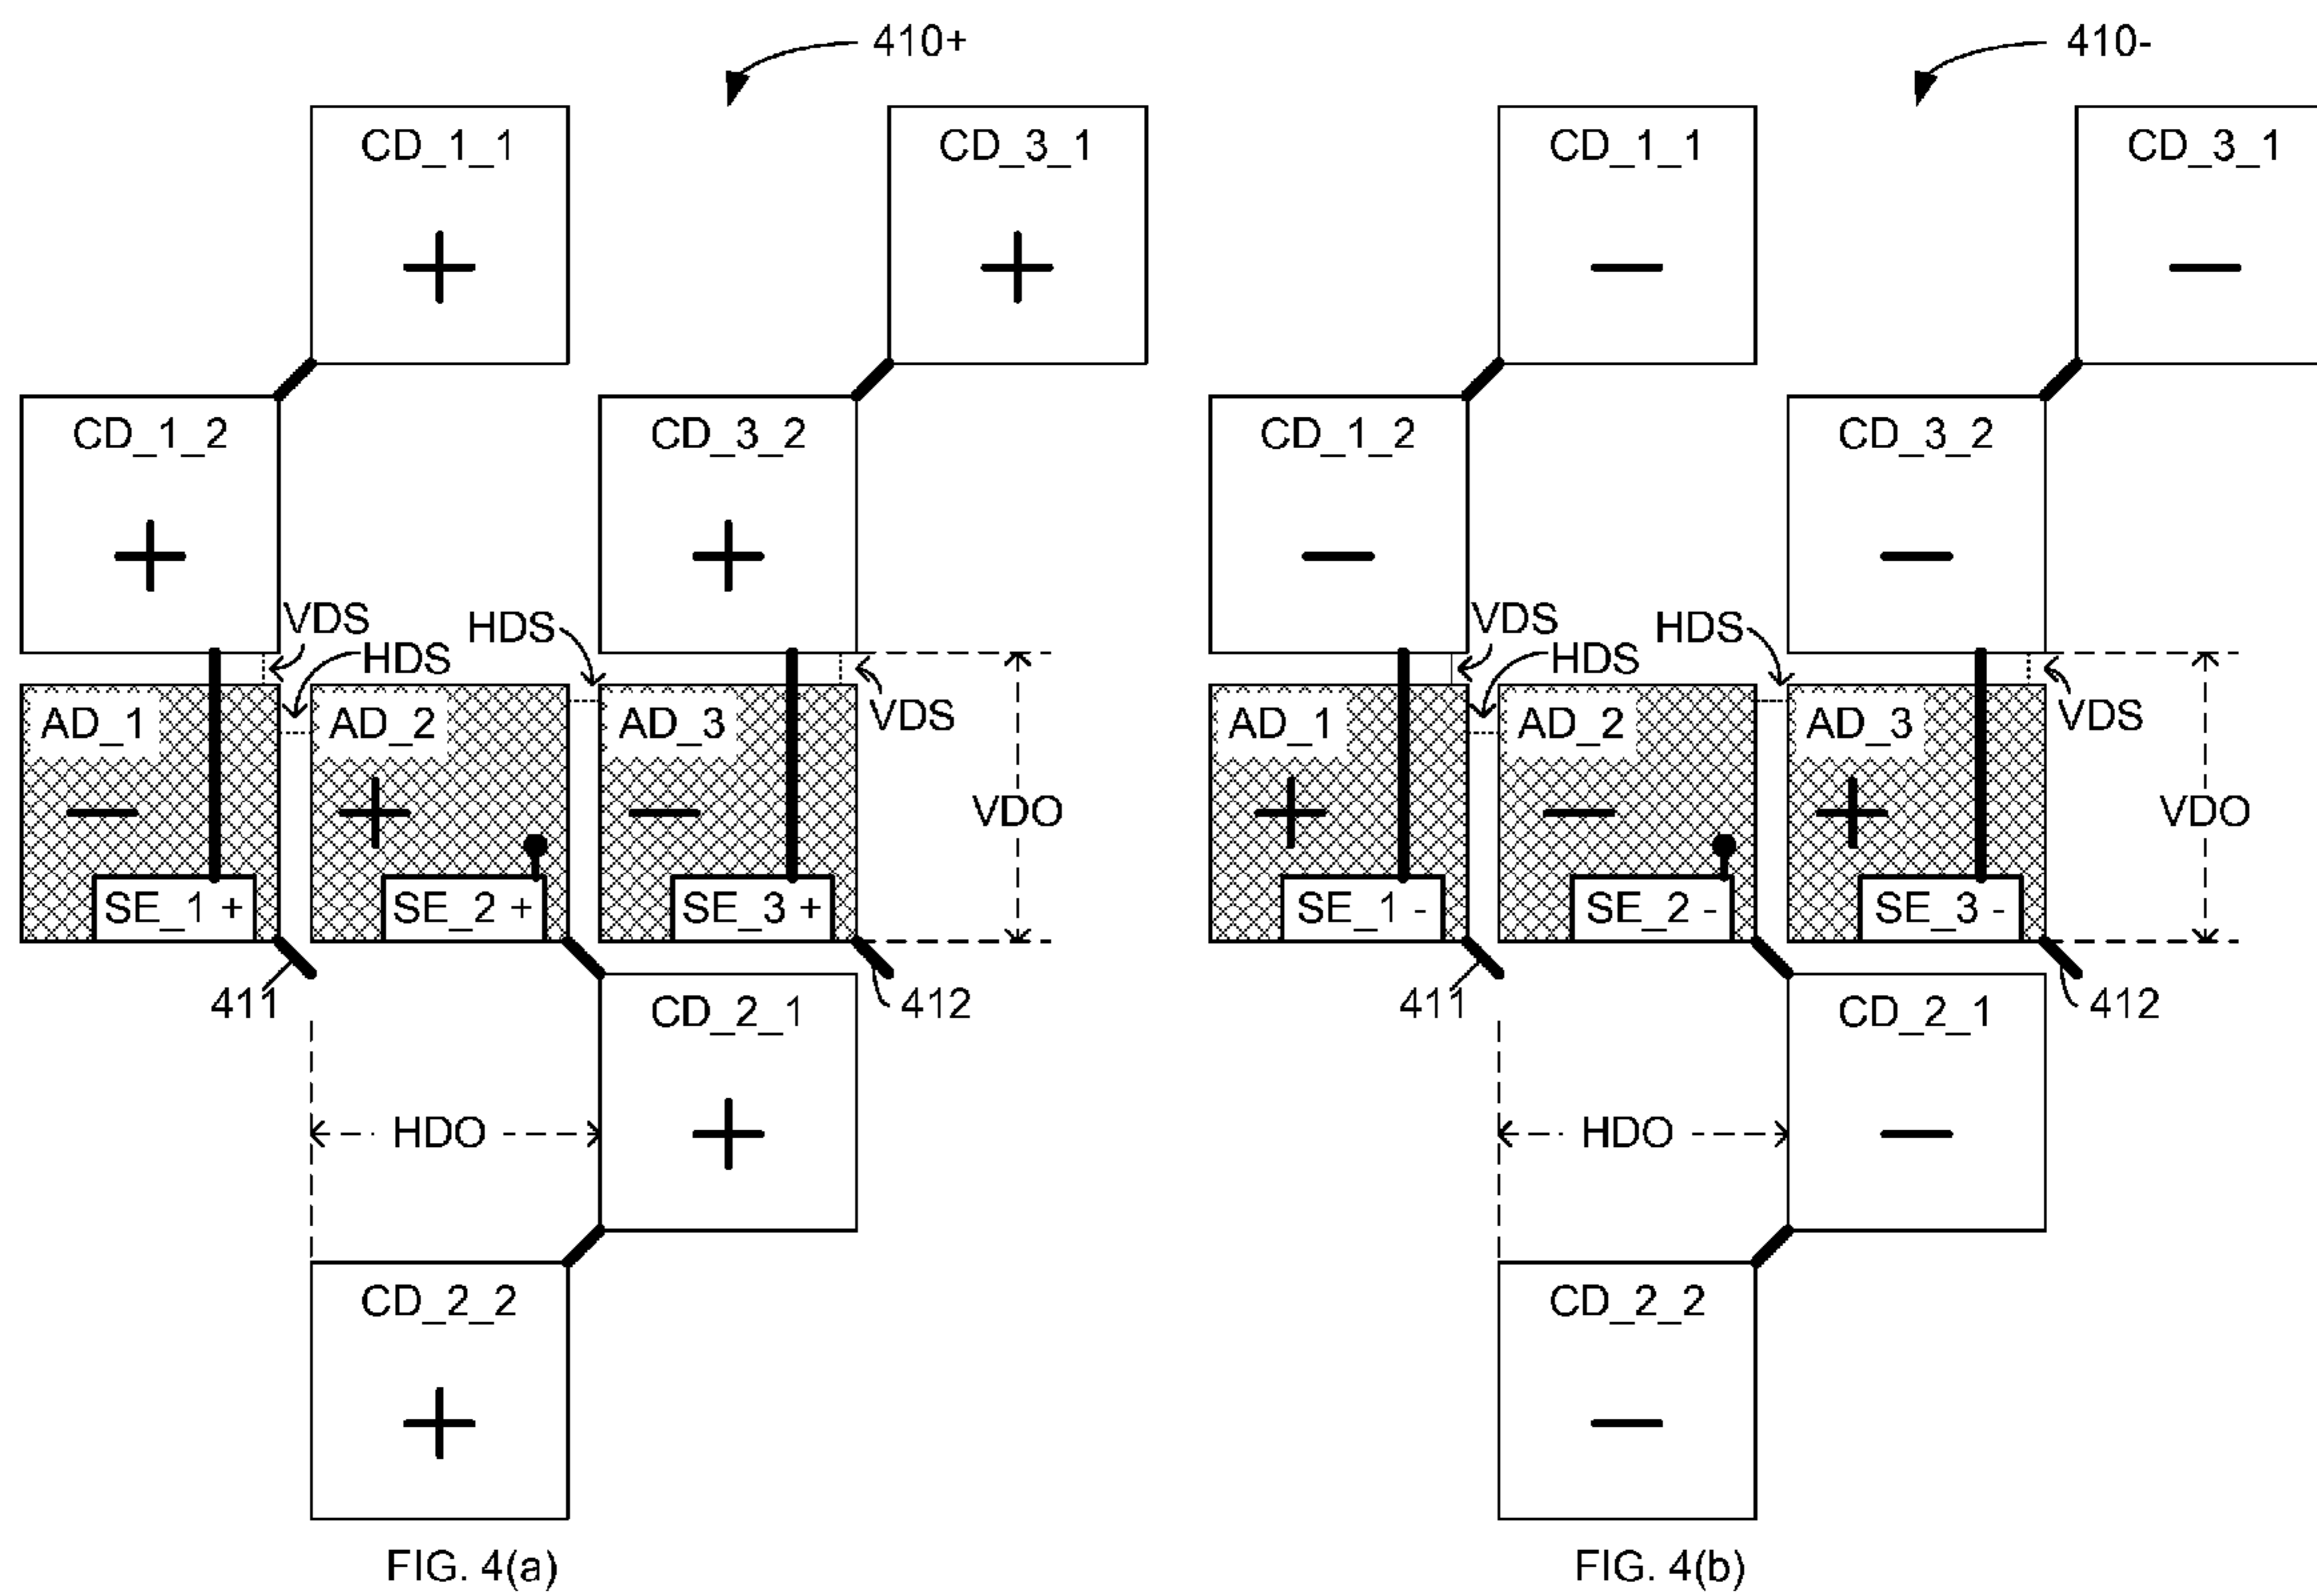 410+
CD_1_1
+
CD_3_1
+
CD_1_2
+
CD_3_2
+
VDS
HDS
HDS
VDS
AD_1
−
AD_2
+
AD_3
−
VDO
SE_1 +
SE_2 +
SE_3 +
411
412
CD_2_1
+
HDO
CD_2_2
+
FIG. 4(a)
410-
CD_1_1
−
CD_3_1
−
CD_1_2
−
CD_3_2
−
VDS
HDS
HDS
VDS
AD_1
+
AD_2
−
AD_3
+
VDO
SE_1 -
SE_2 -
SE_3 -
411
412
CD_2_1
−
HDO
CD_2_2
−
FIG. 4(b)